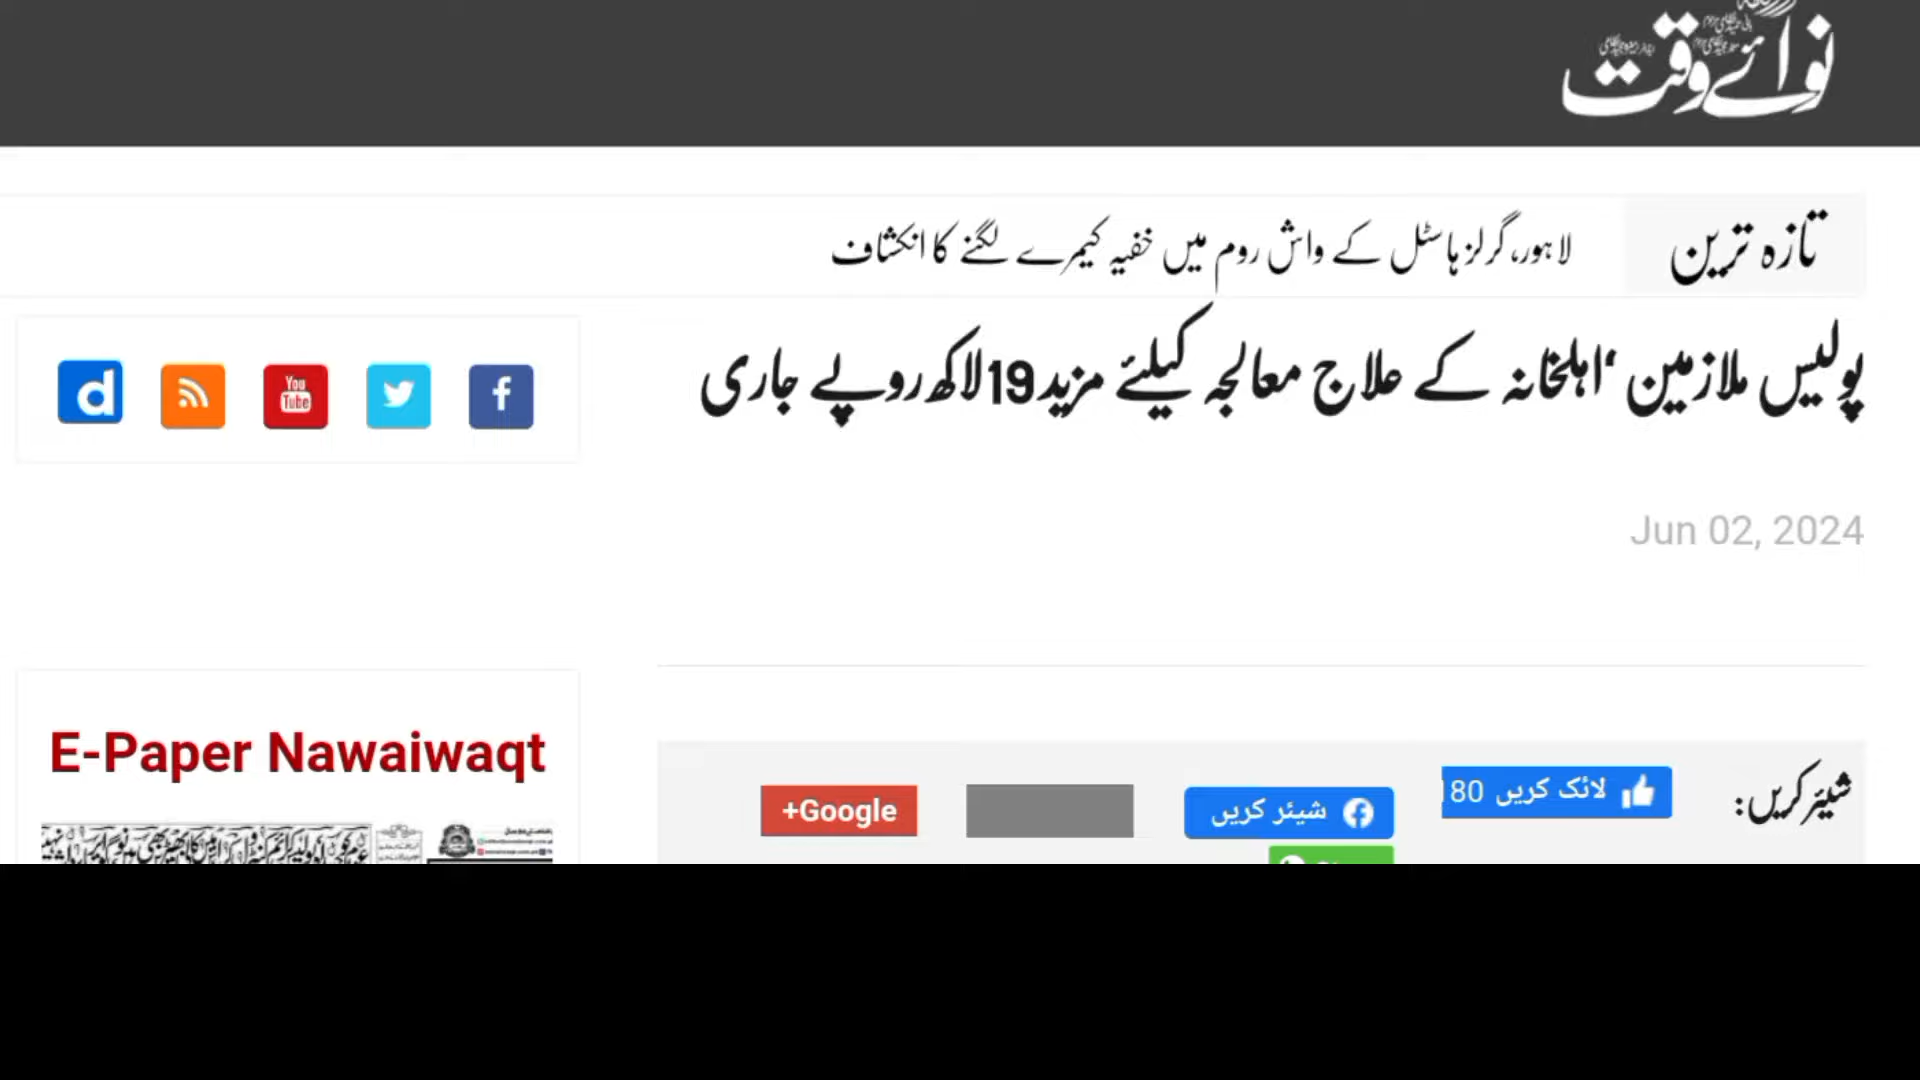 نوائے وقت
تازہ ترین
لاہور، گرلز ہاسٹل کے واش روم میں خفیہ کیمرے لگنے کا انکشاف
پولیس ملازمین ‘اہلخانہ کے علاج معالجہ کیلئے مزید 19 لاکھ روپے جاری
Jun 02, 2024
You Tube
E-Paper Nawaiwaqt
شیئر کریں:
لائک کریں 80
شیئر کریں
Google+